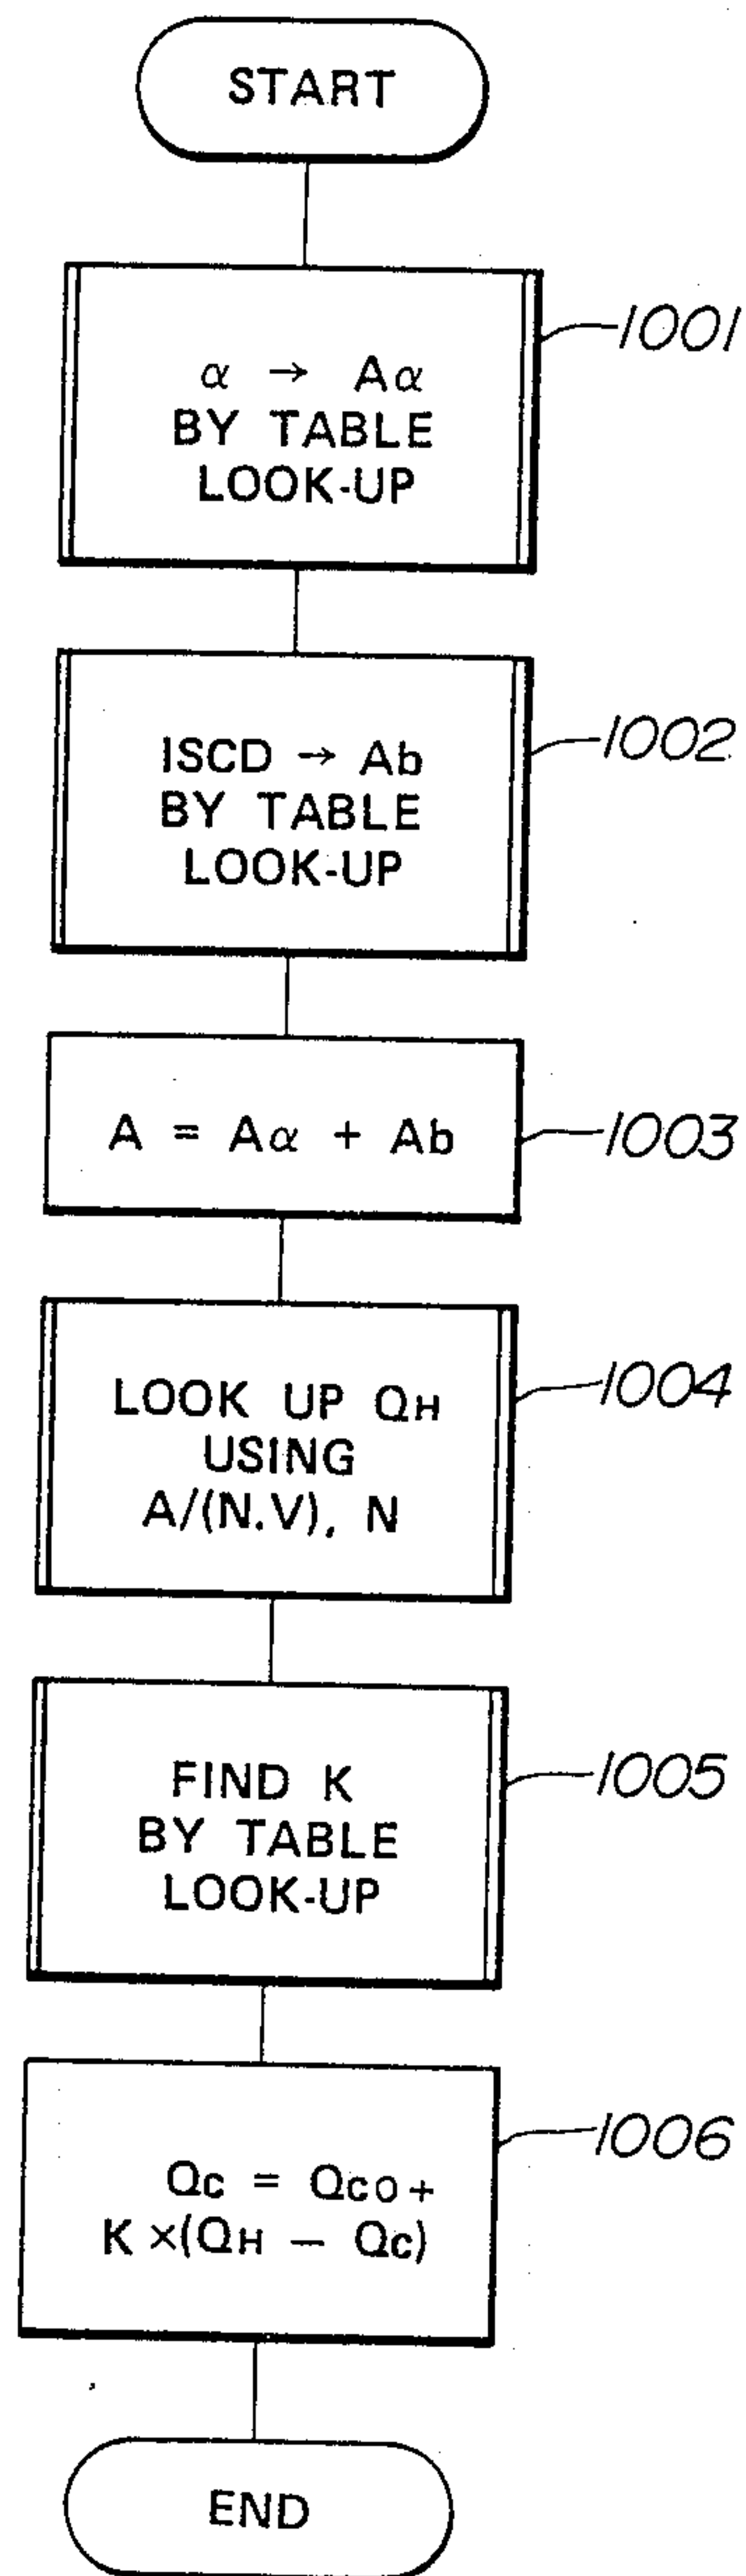 START
α → Aα
BY TABLE
LOOK-UP
1001
ISCD → Ab
BY TABLE
LOOK-UP
1002
A = Aα + Ab
1003
LOOK UP QH
USING
A/(N.V), N
1004
FIND K
BY TABLE
LOOK-UP
1005
Qc = Qco +
K ×(QH − Qc)
1006
END